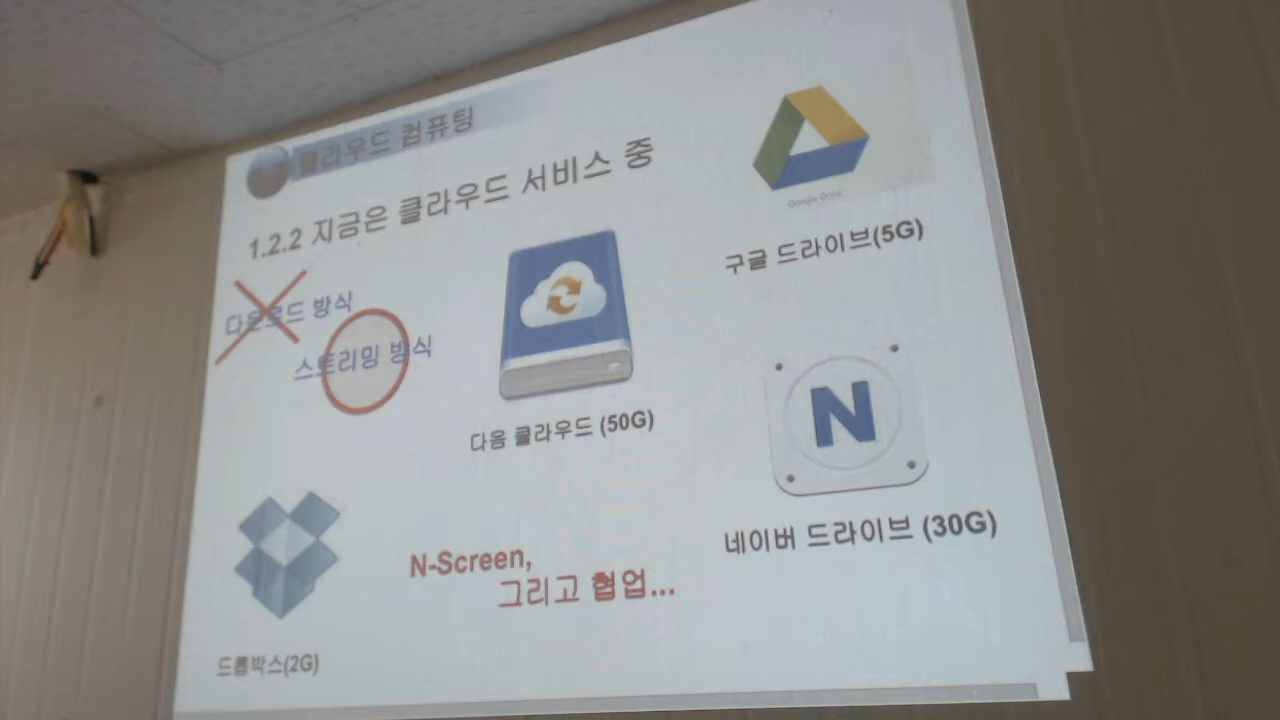 클라우드 컴퓨팅
1.2.2 지금은 클라우드 서비스 중
다운로드 방식
스트리밍 방식
Google Drive
구글 드라이브(5G)
다음 클라우드 (50G)
N
네이버 드라이브 (30G)
N-Screen,
그리고 협업...
드롭박스(2G)